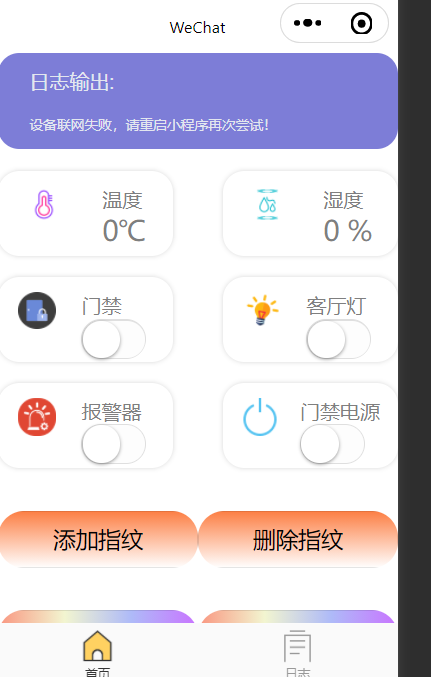 WeChat
日志输出:
设备联网失败，请重启小程序再次尝试!
温度
0℃
湿度
0 %
门禁
客厅灯
报警器
门禁电源
添加指纹
删除指纹
首页
日志